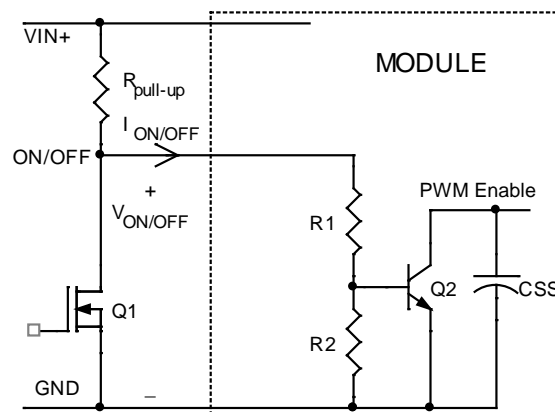 VIN+
MODULE
Rpull-up
ION/OFF
ON/OFF
+
VON/OFF
PWM Enable
R1
Q2
CSS
Q1
R2
GND
–